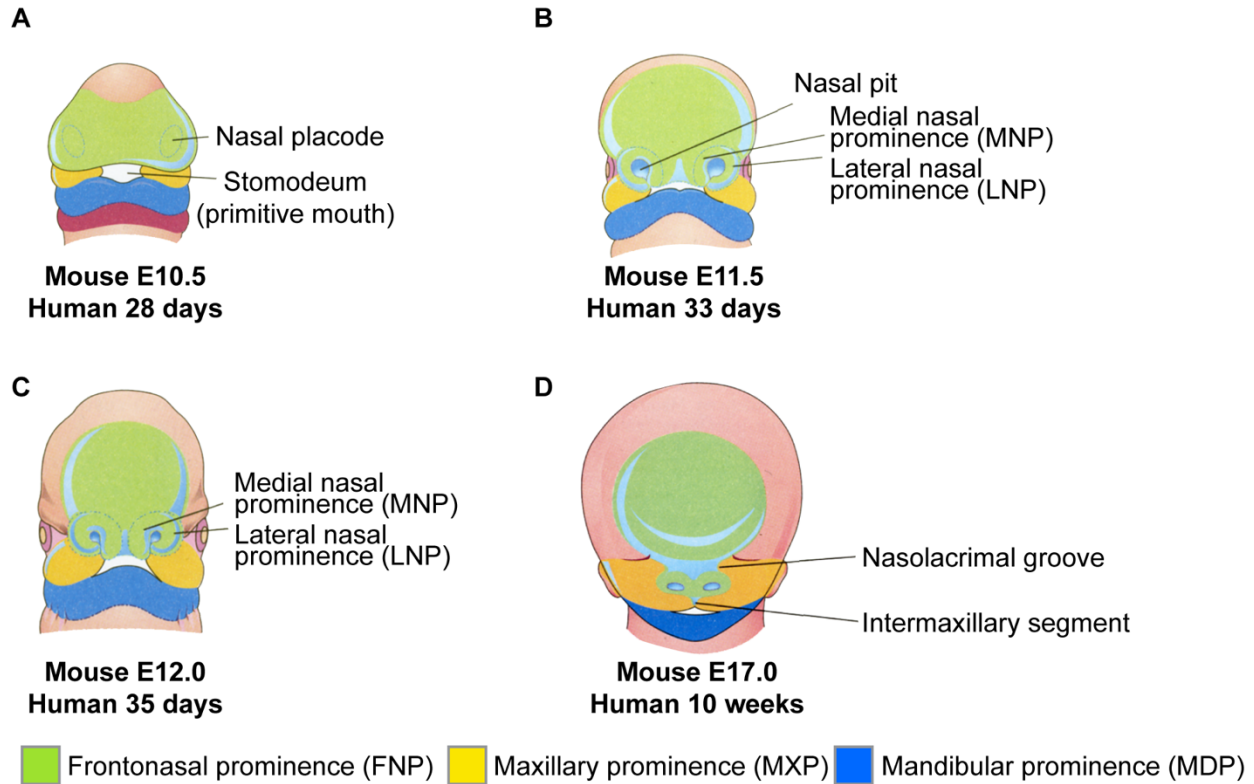 A
Nasal placode
Stomodeum
(primitive mouth)
Mouse E10.5
Human 28 days
B
Nasal pit
Medial nasal
prominence (MNP)
Lateral nasal
prominence (LNP)
Mouse E11.5
Human 33 days
C
Medial nasal
prominence (MNP)
Lateral nasal
prominence (LNP)
Mouse E12.0
Human 35 days
D
Nasolacrimal groove
Intermaxillary segment
Mouse E17.0
Human 10 weeks
Frontonasal prominence (FNP) Maxillary prominence (MXP) Mandibular prominence (MDP)